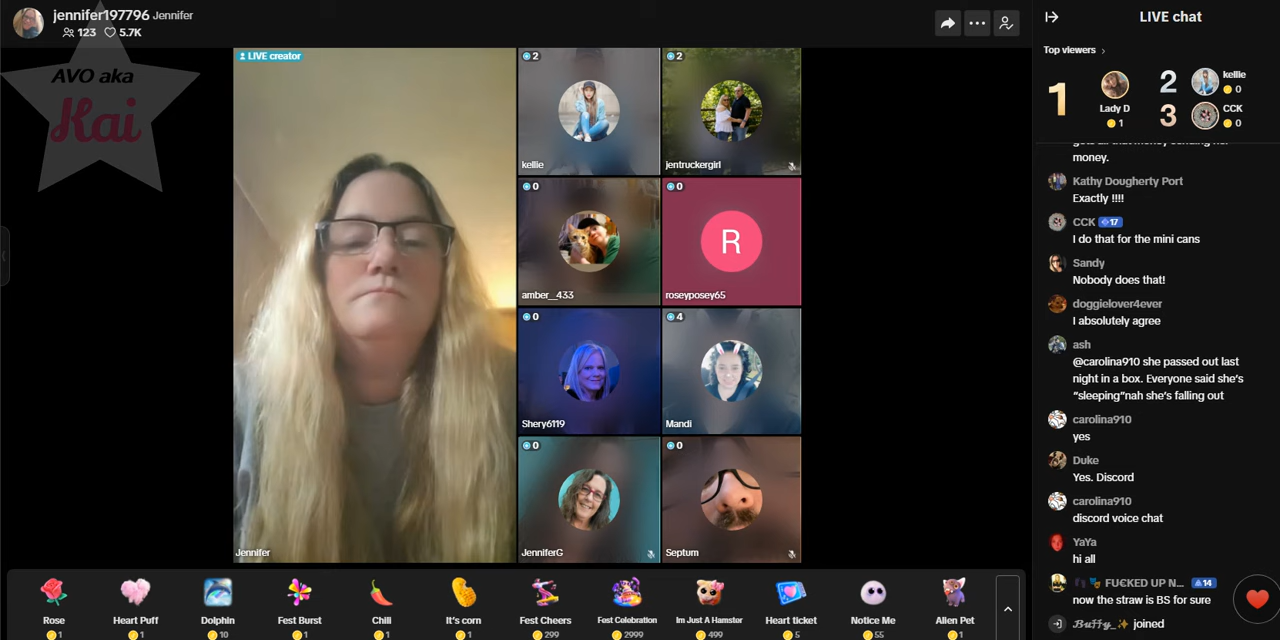 jennifer197796 Jennifer
123 5.7K
AVO aka
Kai
LIVE creator
Jennifer
2
kellie
2
jentruckergirl
0
amber__433
0
R
roseyposey65
0
Shery6119
4
Mandi
0
JenniferG
0
Septum
Rose
1
Heart Puff
1
Dolphin
10
Fest Burst
1
Chili
1
It's corn
1
Fest Cheers
299
Fest Celebration
2999
Im Just A Hamster
499
Heart ticket
5
Notice Me
55
Alien Pet
1
LIVE chat
Top viewers
1
Lady D
1
2
kellie
0
3
CCK
0
money.
Kathy Dougherty Port
Exactly !!!!
CCK 17
I do that for the mini cans
Sandy
Nobody does that!
doggielover4ever
I absolutely agree
ash
@carolina910 she passed out last
night in a box. Everyone said she's
"sleeping"nah she's falling out
carolina910
yes
Duke
Yes. Discord
carolina910
discord voice chat
YaYa
hi all
FU€KED UP N... 14
now the straw is BS for sure
Buffy_ joined